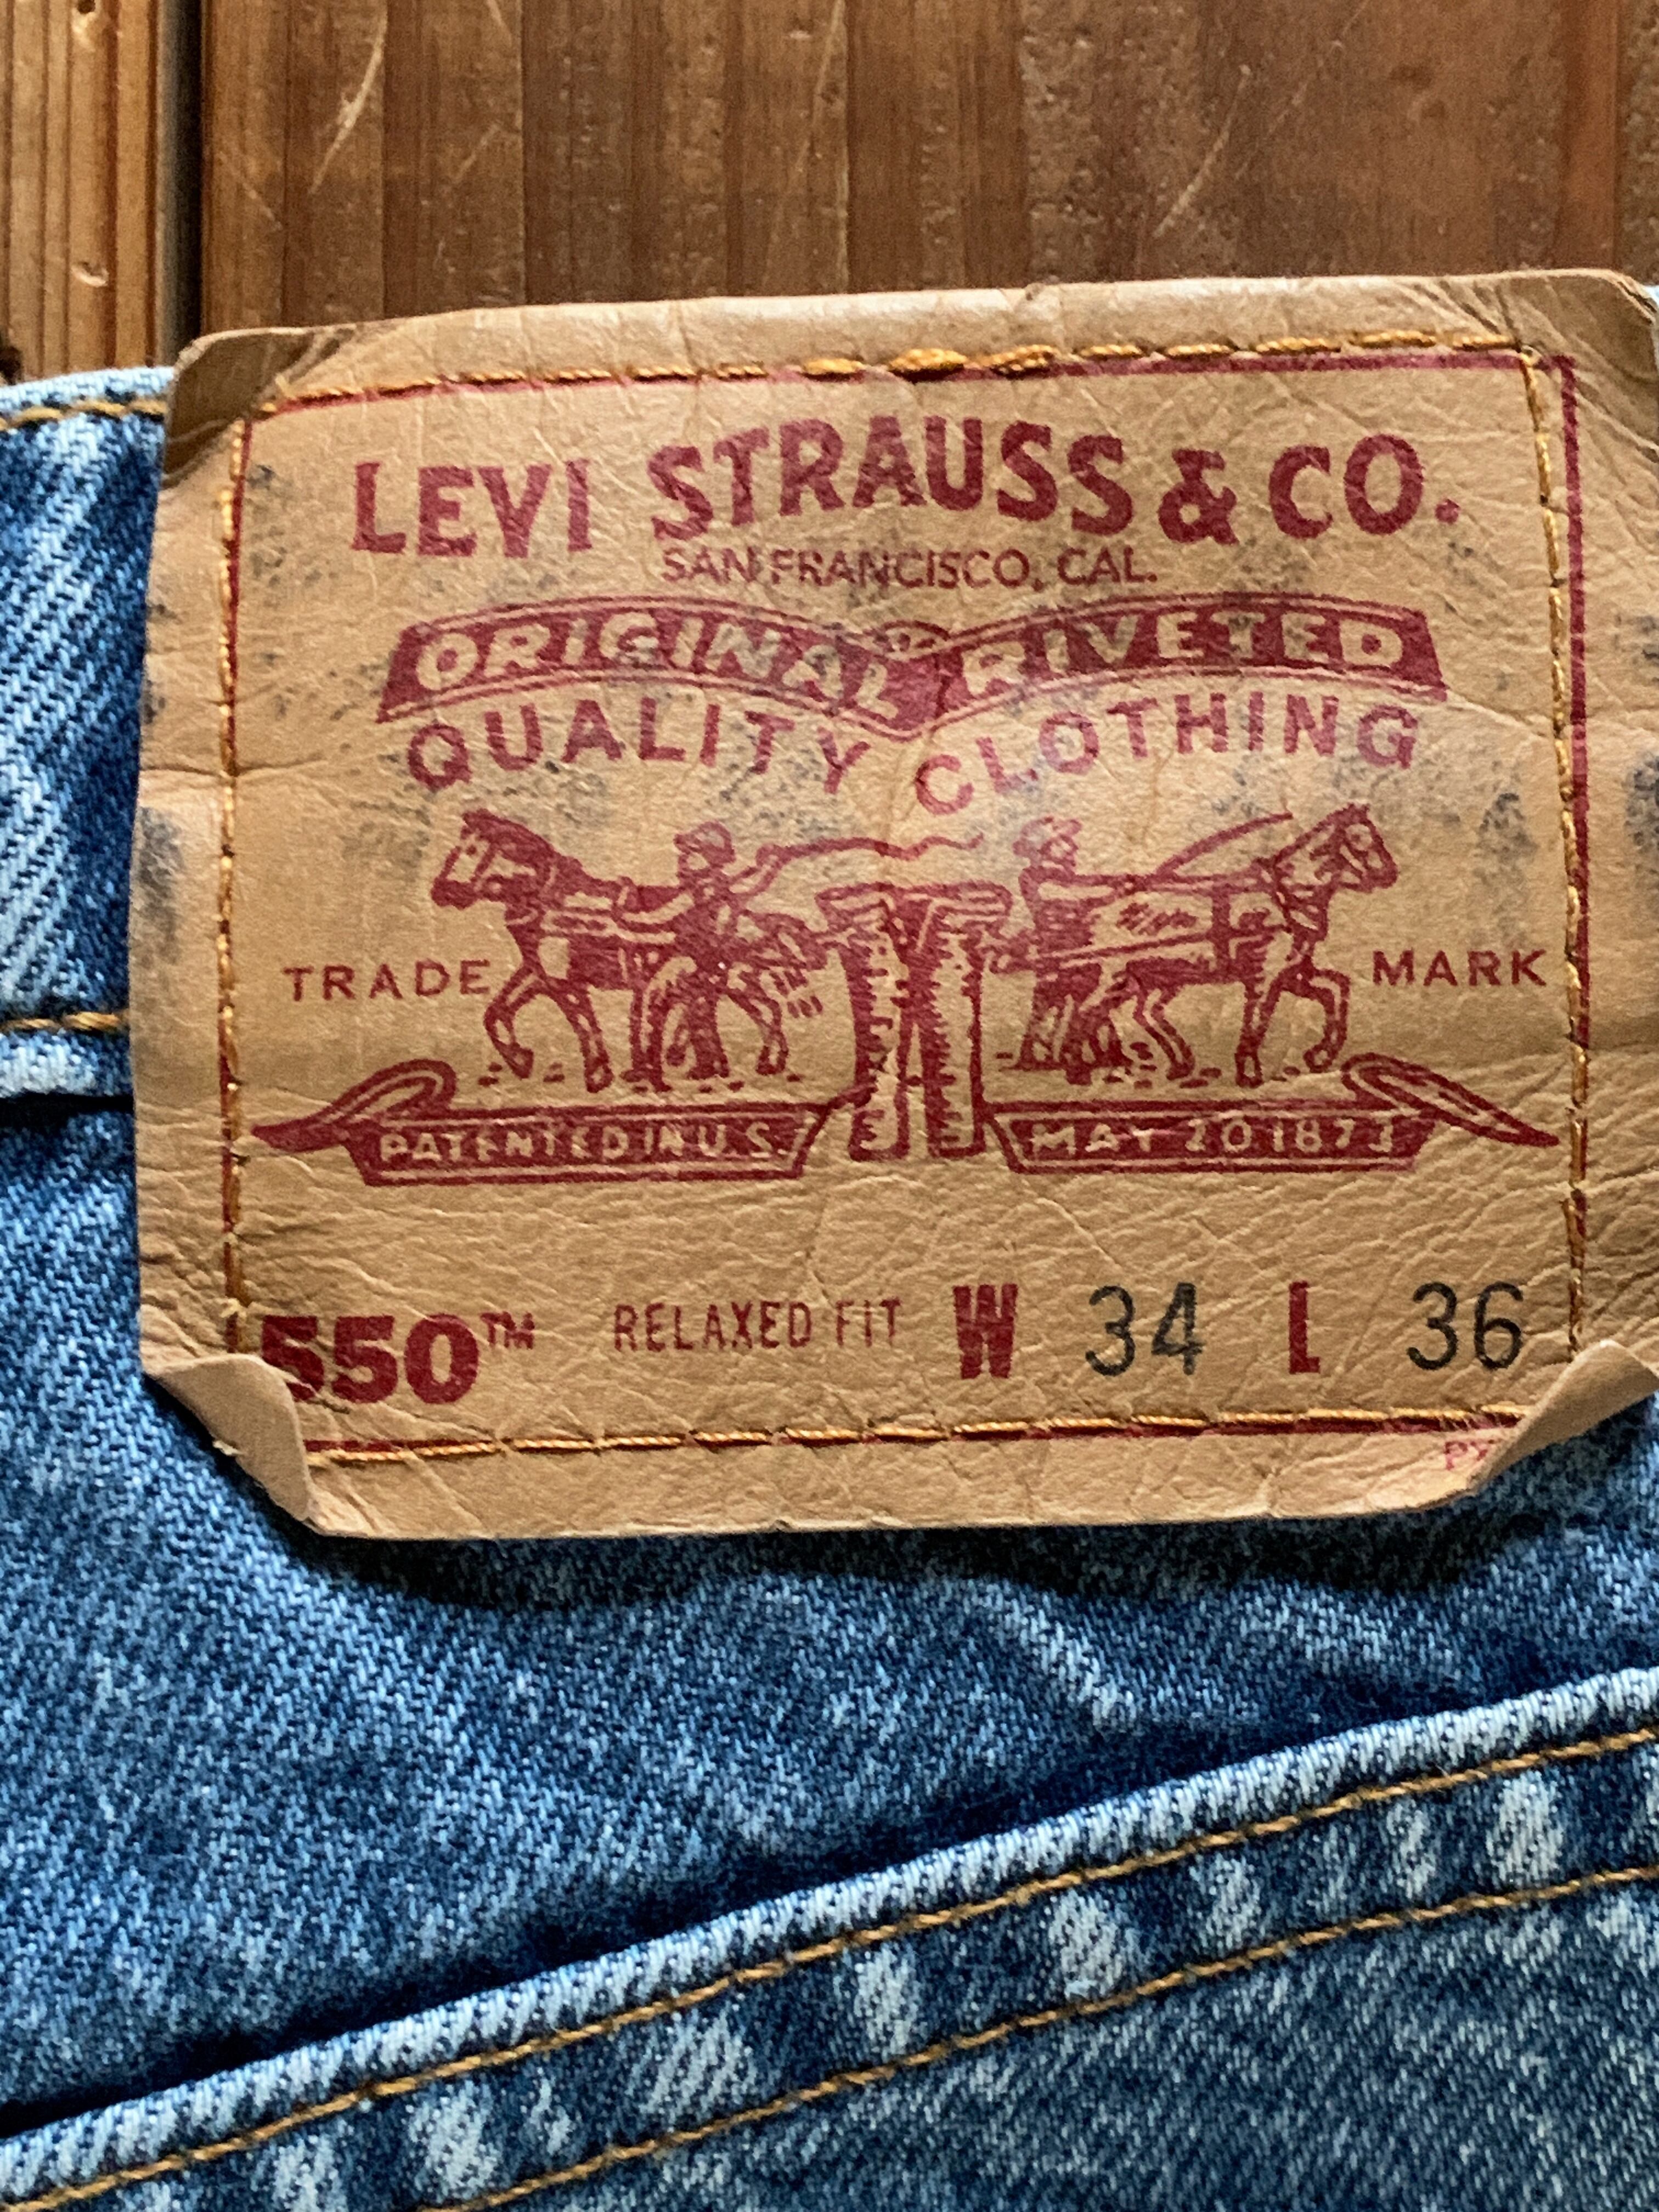 LEVI STRAUSS & CO.
SAN FRANCISCO, CAL.
ORIGINAL RIVETED
QUALITY CLOTHING
TRADE MARK
PATENTED IN U.S. MAY 20 1873
550™ RELAXED FIT W 34 L 36